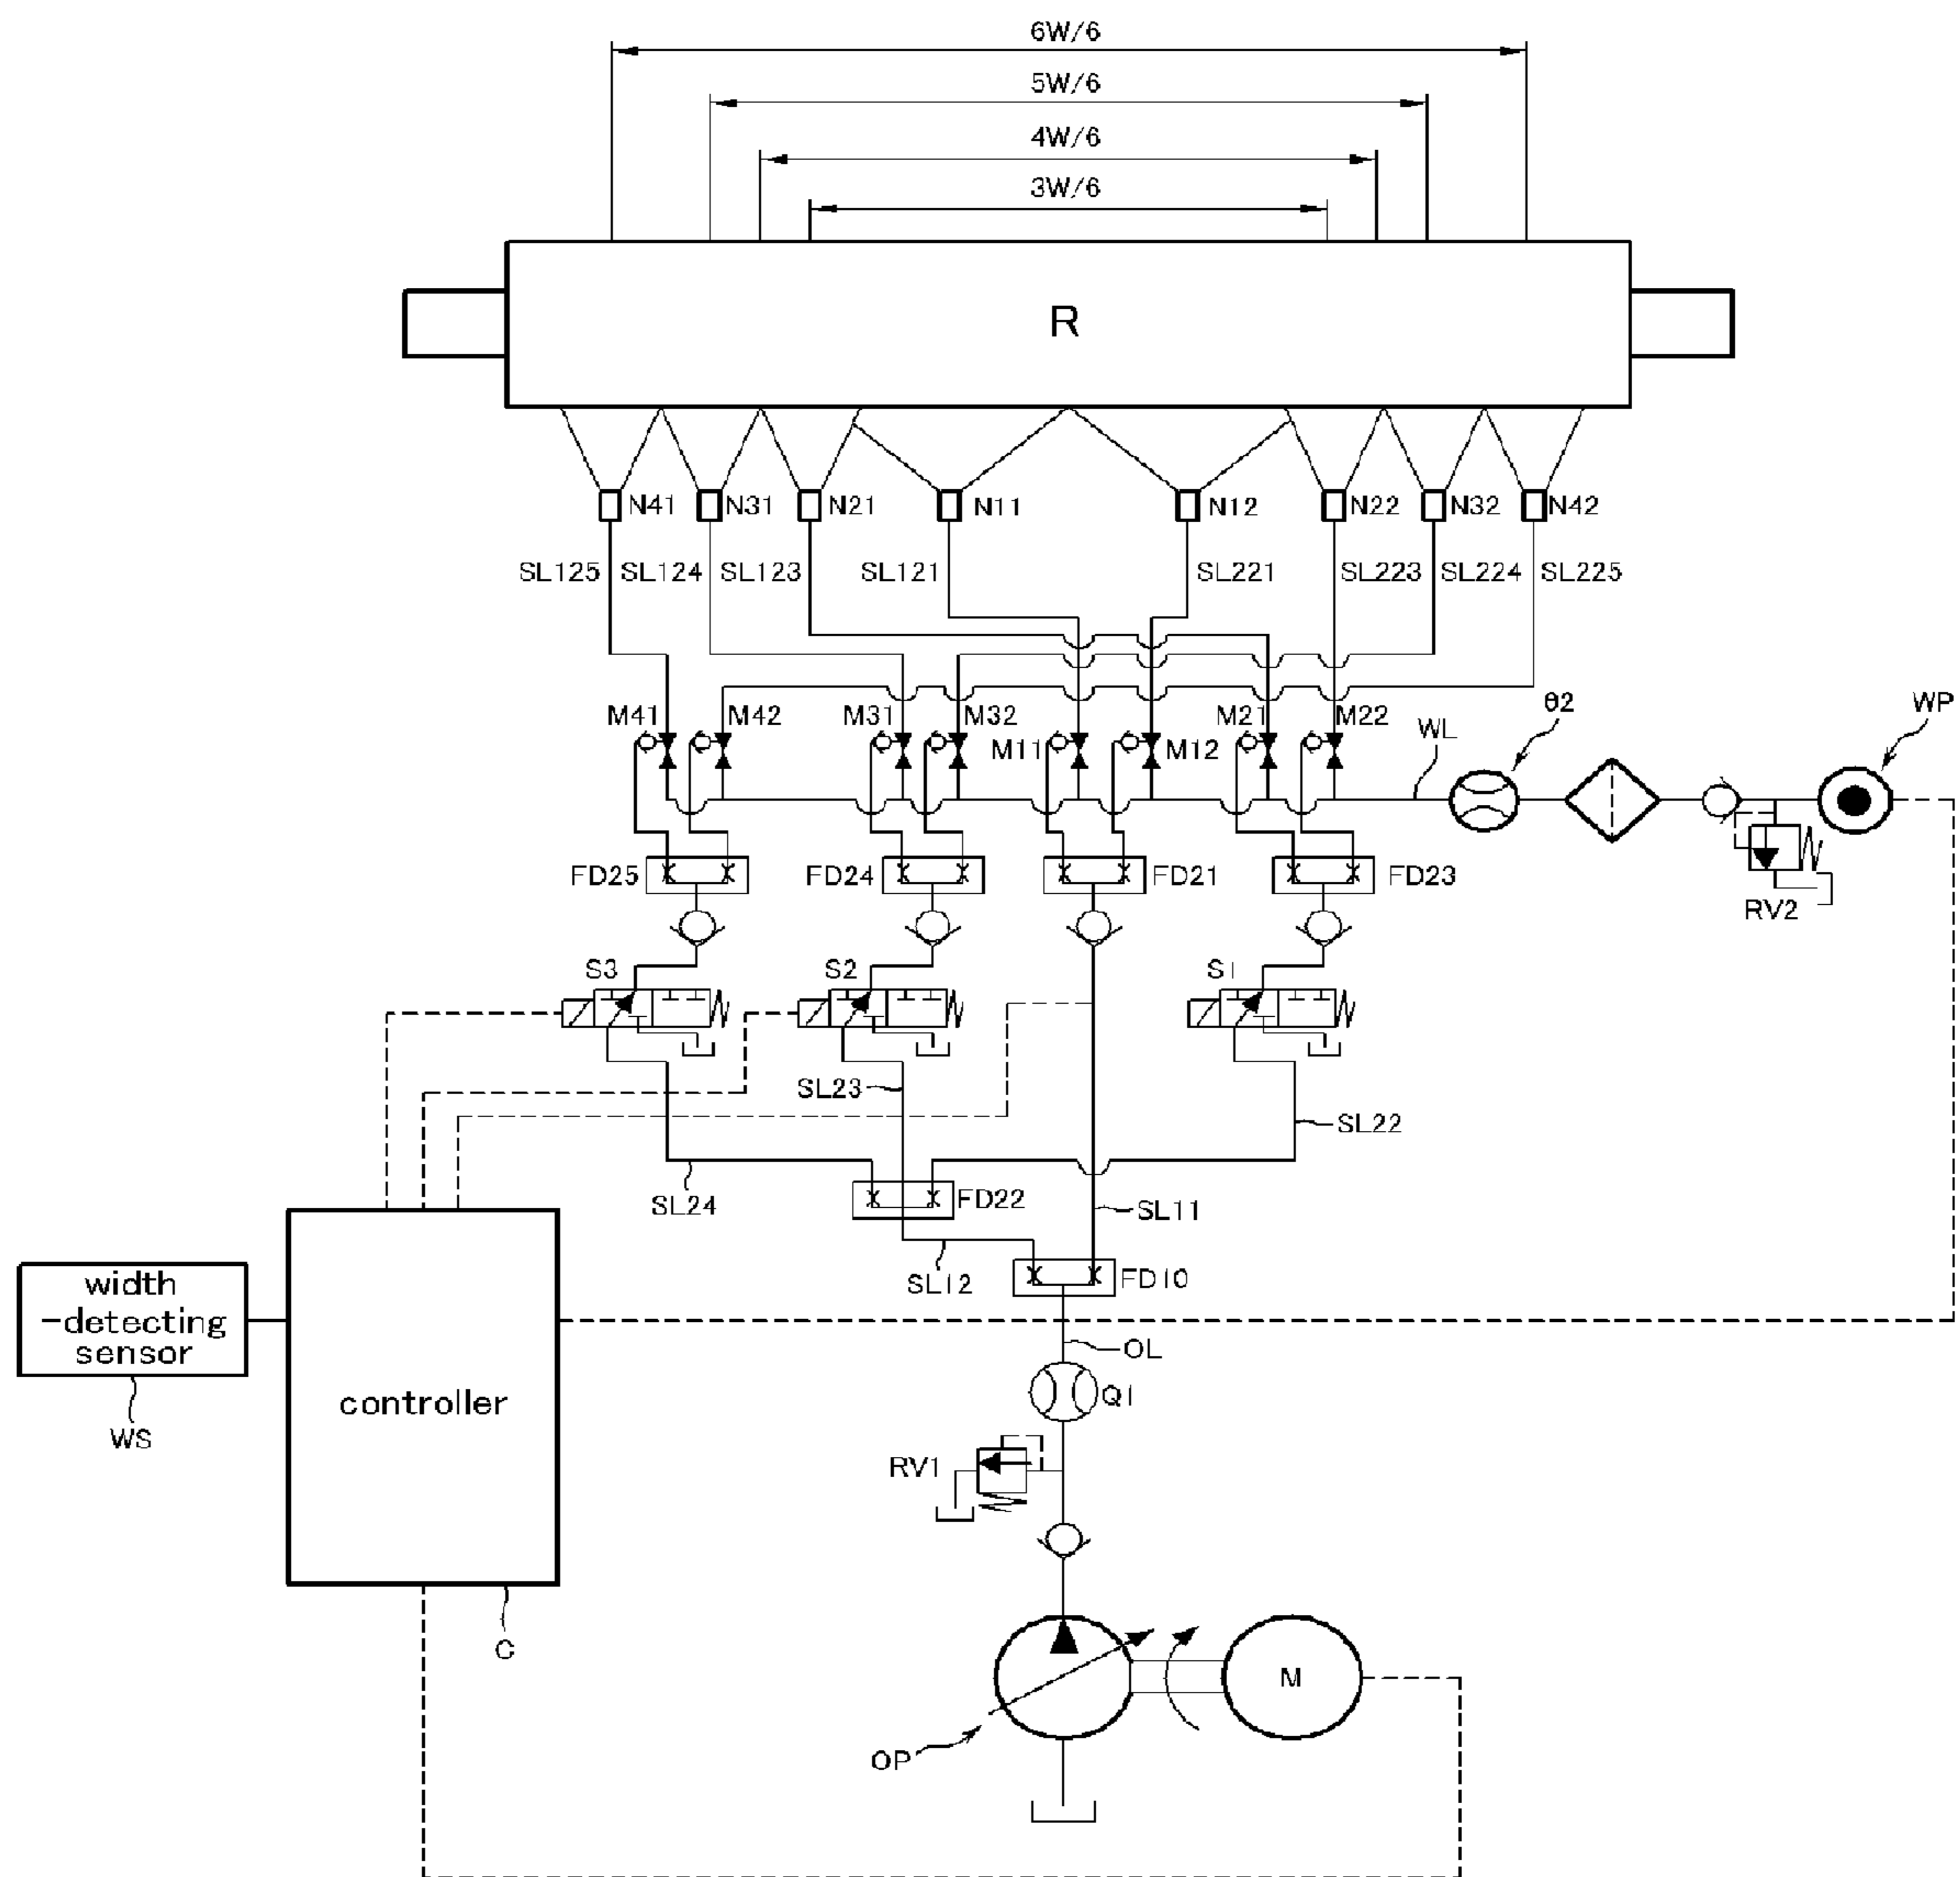 6W/6
5W/6
4W/6
3W/6
R
N41
N31
N21
N11
N12
N22
N32
N42
SL125
SL124
SL123
SL121
SL221
SL223
SL224
SL225
M41
M42
M31
M32
M11
M12
M21
M22
WL
θ2
WP
FD25
FD24
FD21
FD23
RV2
S3
S2
S1
SL23
SL22
SL24
FD22
SL11
SL12
FD10
width
-detecting
sensor
WS
controller
C
OL
Q1
RV1
OP
M